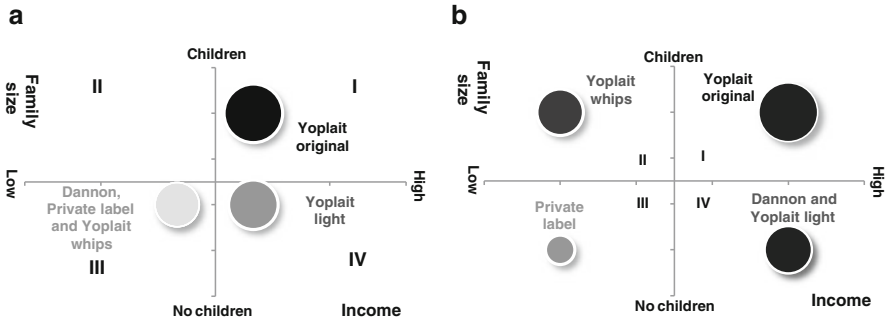 a
Children
Family
size
II
I
Yoplait
original
Low
High
Dannon,
Private label
and Yoplait
whips
III
Yoplait
light
IV
No children
Income
b
Children
Family
size
Yoplait
whips
Yoplait
original
II
I
Low
High
III
IV
Private
label
Dannon and
Yoplait light
No children
Income